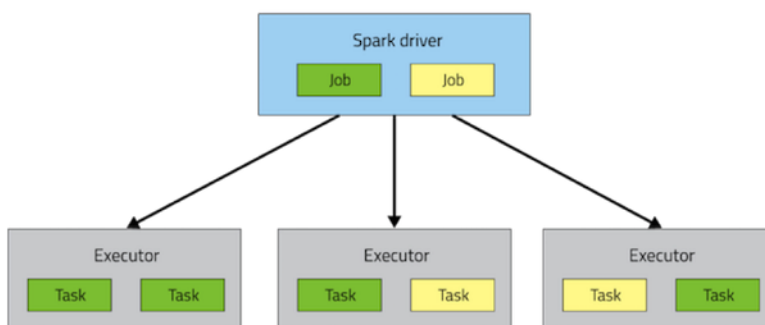 Spark driver
Job Job
Executor Executor Executor
Task Task Task Task Task Task